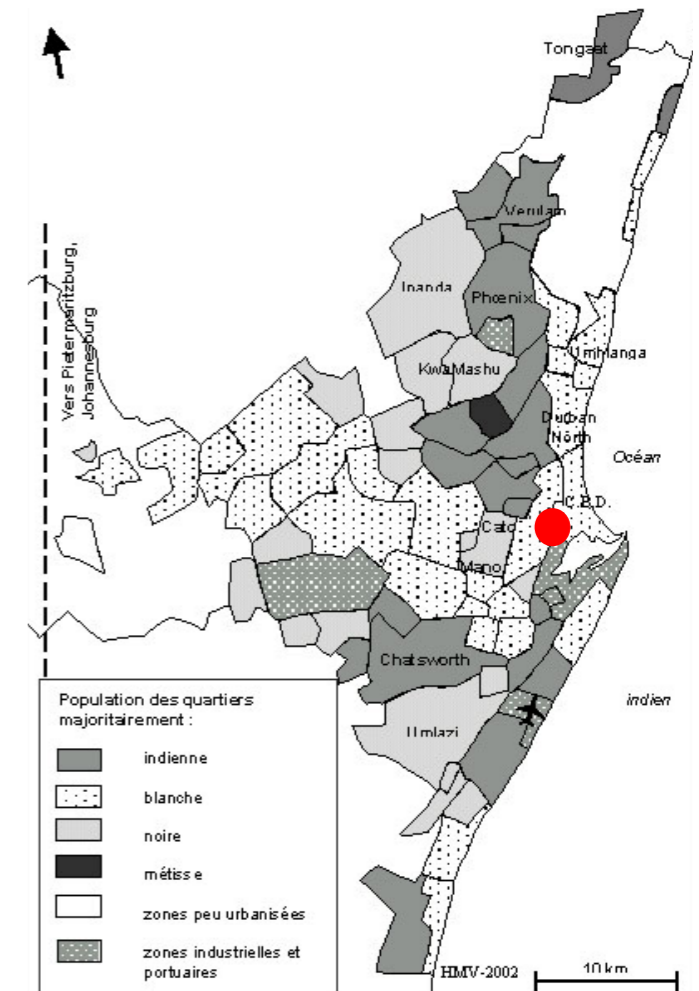 Tongaat
Verulam
Inanda
Phœnix
KwaMashu
UmHlanga
Durban
North
Océan
C.B.D.
Cato
Manor
Chatsworth
Umlazi
indien
Vers Pietermaritzburg,
Johannesburg
Population des quartiers
majoritairement :
indienne
blanche
noire
métisse
zones peu urbanisées
zones industrielles et
portuaires
HMV-2002
10 km